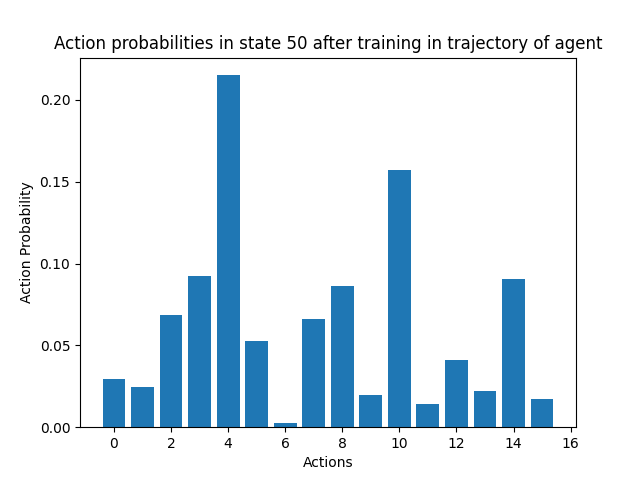 Action probabilities in state 50 after training in trajectory of agent
0.20
0.15
0.10
0.05
0.00
Action Probability
0 2 4 6 8 10 12 14 16
Actions